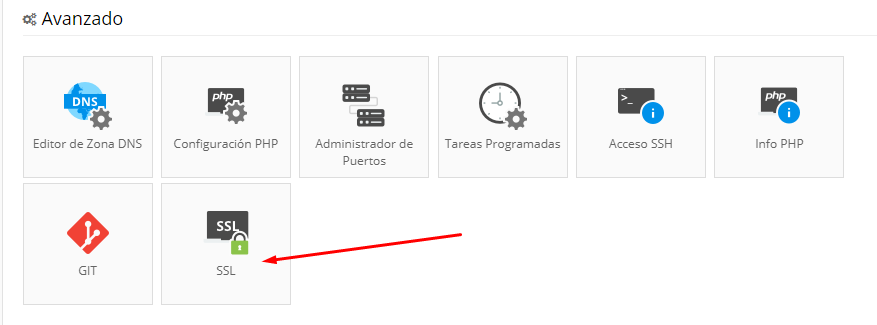 Avanzado
DNS
php
php
Editor de Zona DNS
Configuración PHP
Administrador de
Puertos
Tareas Programadas
Acceso SSH
Info PHP
SSL
GIT
SSL